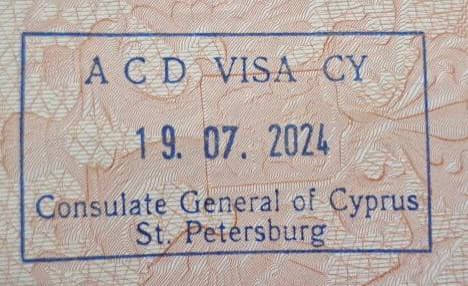 A C D VISA CY
19. 07. 2024
Consulate General of Cyprus
St. Petersburg